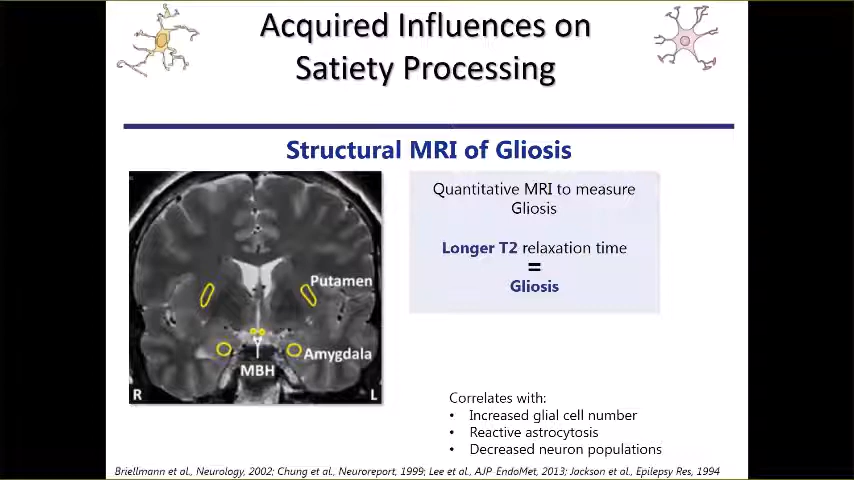 Acquired Influences on
Satiety Processing
Structural MRI of Gliosis
Quantitative MRI to measure
Gliosis
Longer T2 relaxation time
=
Gliosis
Putamen
Amygdala
MBH
R
L
Correlates with:
• Increased glial cell number
• Reactive astrocytosis
• Decreased neuron populations
Briellmann et al., Neurology, 2002; Chung et al., Neuroreport, 1999; Lee et al., AJP EndoMet, 2013; Jackson et al., Epilepsy Res, 1994